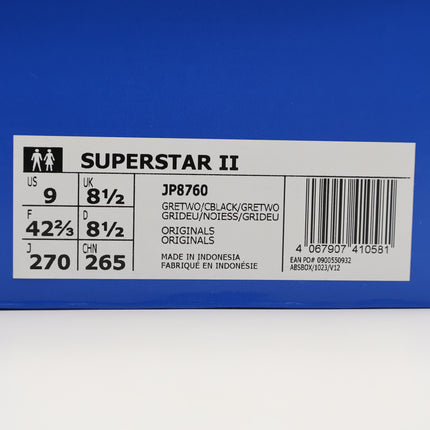 SUPERSTAR II
US 9 UK 8½
F 42⅔ D 8½
J 270 CHN 265
JP8760
GRETWO/CBLACK/GRETWO
GRIDEU/NOIESS/GRIDEU
ORIGINALS
ORIGINALS
MADE IN INDONESIA
FABRIQUÉ EN INDONÉSIE
4 067907 410581
EAN PO# 0900550932
ABSBOX/1023/V12